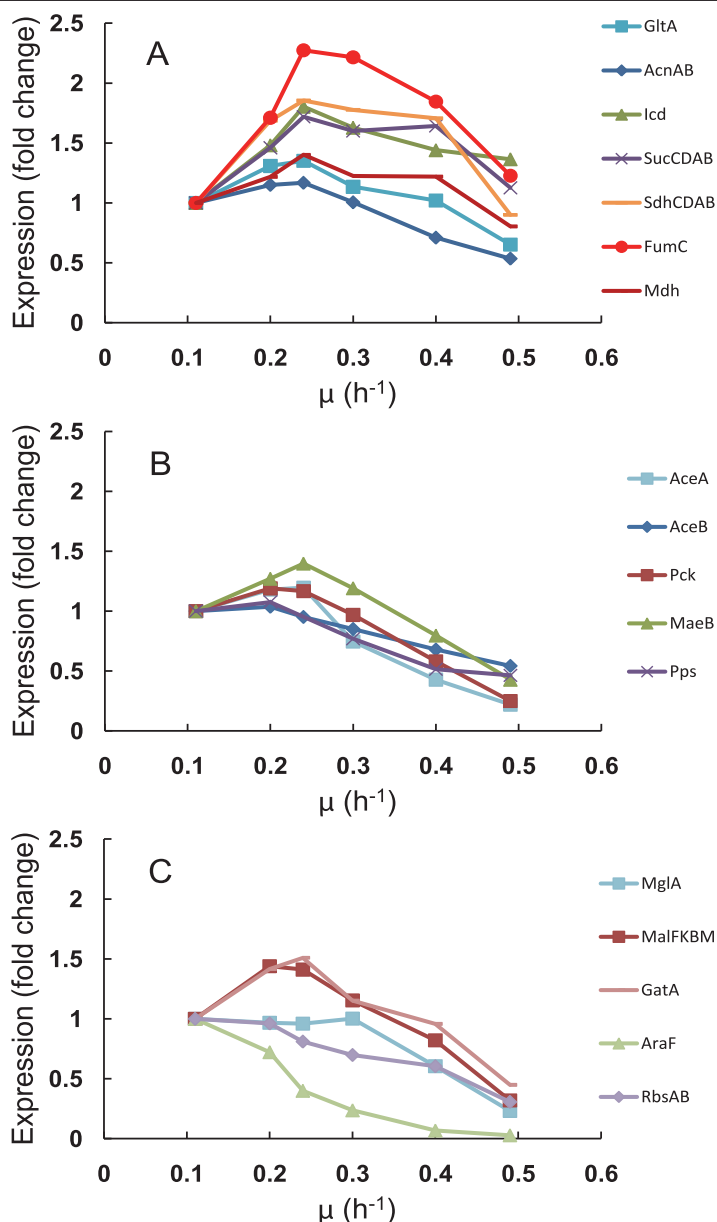 A
Expression (fold change)
2.5
2
1.5
1
0.5
0
0 0.1 0.2 0.3 0.4 0.5 0.6
μ (h-1)
GltA
AcnAB
Icd
SucCDAB
SdhCDAB
FumC
Mdh
B
Expression (fold change)
2.5
2
1.5
1
0.5
0
0 0.1 0.2 0.3 0.4 0.5 0.6
μ (h-1)
AceA
AceB
Pck
MaeB
Pps
C
Expression (fold change)
2.5
2
1.5
1
0.5
0
0 0.1 0.2 0.3 0.4 0.5 0.6
μ (h-1)
MglA
MalFKBM
GatA
AraF
RbsAB